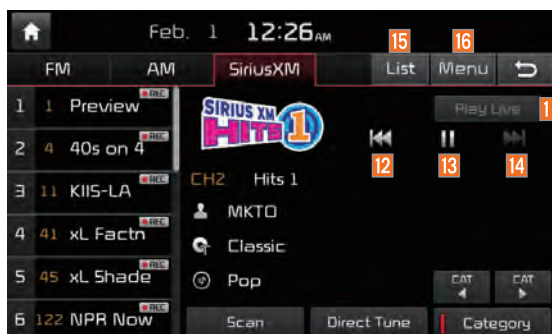 Feb. 1 12:26 AM
15 16
FM AM SiriusXM List Menu
1 1 Preview REC
2 4 40s on 4 REC
3 11 KIIS-LA REC
4 41 xL Factn REC
5 45 xL Shade REC
6 122 NPR Now REC
SIRIUS XM
HITS 1
Play Live 1
12 13 14
CH2 Hits 1
MKTO
Classic
Pop
CAT CAT
Scan Direct Tune Category